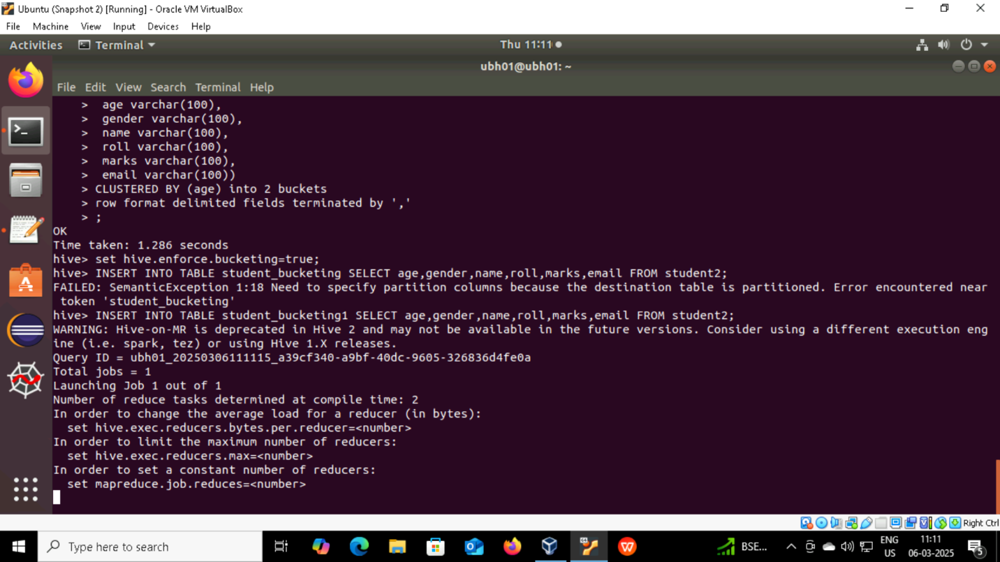 Ubuntu (Snapshot 2) [Running] - Oracle VM VirtualBox
File Machine View Input Devices Help
Activities Terminal Thu 11:11
ubh01@ubh01: ~
File Edit View Search Terminal Help
> age varchar(100),
> gender varchar(100),
> name varchar(100),
> roll varchar(100),
> marks varchar(100),
> email varchar(100))
> CLUSTERED BY (age) into 2 buckets
> row format delimited fields terminated by ','
> ;
OK
Time taken: 1.286 seconds
hive> set hive.enforce.bucketing=true;
hive> INSERT INTO TABLE student_bucketing SELECT age,gender,name,roll,marks,email FROM student2;
FAILED: SemanticException 1:18 Need to specify partition columns because the destination table is partitioned. Error encountered near
token 'student_bucketing'
hive> INSERT INTO TABLE student_bucketing1 SELECT age,gender,name,roll,marks,email FROM student2;
WARNING: Hive-on-MR is deprecated in Hive 2 and may not be available in the future versions. Consider using a different execution eng
ine (i.e. spark, tez) or using Hive 1.X releases.
Query ID = ubh01_20250306111115_a39cf340-a9bf-40dc-9605-326836d4fe0a
Total jobs = 1
Launching Job 1 out of 1
Number of reduce tasks determined at compile time: 2
In order to change the average load for a reducer (in bytes):
set hive.exec.reducers.bytes.per.reducer=<number>
In order to limit the maximum number of reducers:
set hive.exec.reducers.max=<number>
In order to set a constant number of reducers:
set mapreduce.job.reduces=<number>
Right Ctrl
Type here to search
BSE...
ENG
US
11:11
06-03-2025
5